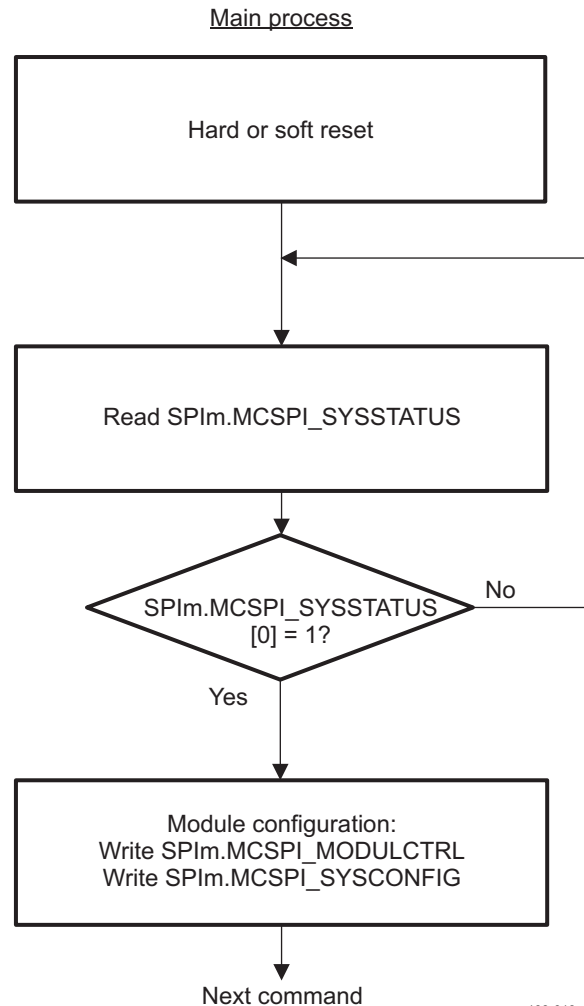 Main process
Hard or soft reset
Read SPIm.MCSPI_SYSSTATUS
SPIm.MCSPI_SYSSTATUS
[0] = 1?
No
Yes
Module configuration:
Write SPIm.MCSPI_MODULCTRL
Write SPIm.MCSPI_SYSCONFIG
Next command